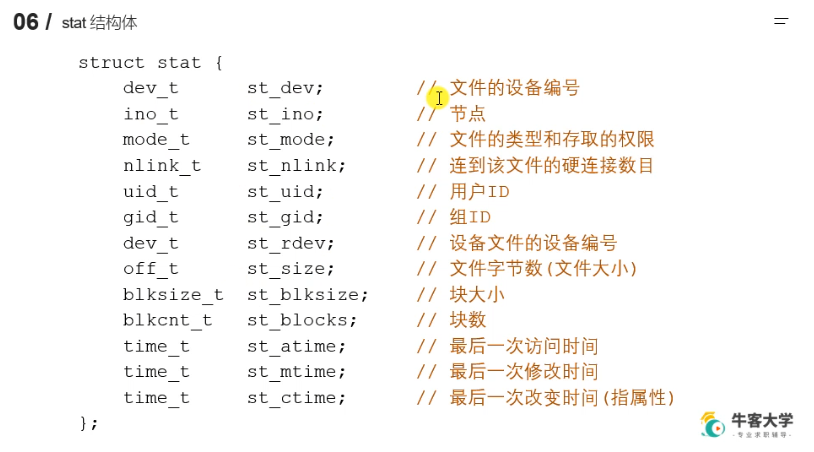 06 / stat 结构体
struct stat {
dev_t st_dev; // 文件的设备编号
ino_t st_ino; // 节点
mode_t st_mode; // 文件的类型和存取的权限
nlink_t st_nlink; // 连到该文件的硬连接数目
uid_t st_uid; // 用户ID
gid_t st_gid; // 组ID
dev_t st_rdev; // 设备文件的设备编号
off_t st_size; // 文件字节数(文件大小)
blksize_t st_blksize; // 块大小
blkcnt_t st_blocks; // 块数
time_t st_atime; // 最后一次访问时间
time_t st_mtime; // 最后一次修改时间
time_t st_ctime; // 最后一次改变时间(指属性)
};
牛客大学
·专业求职辅导·